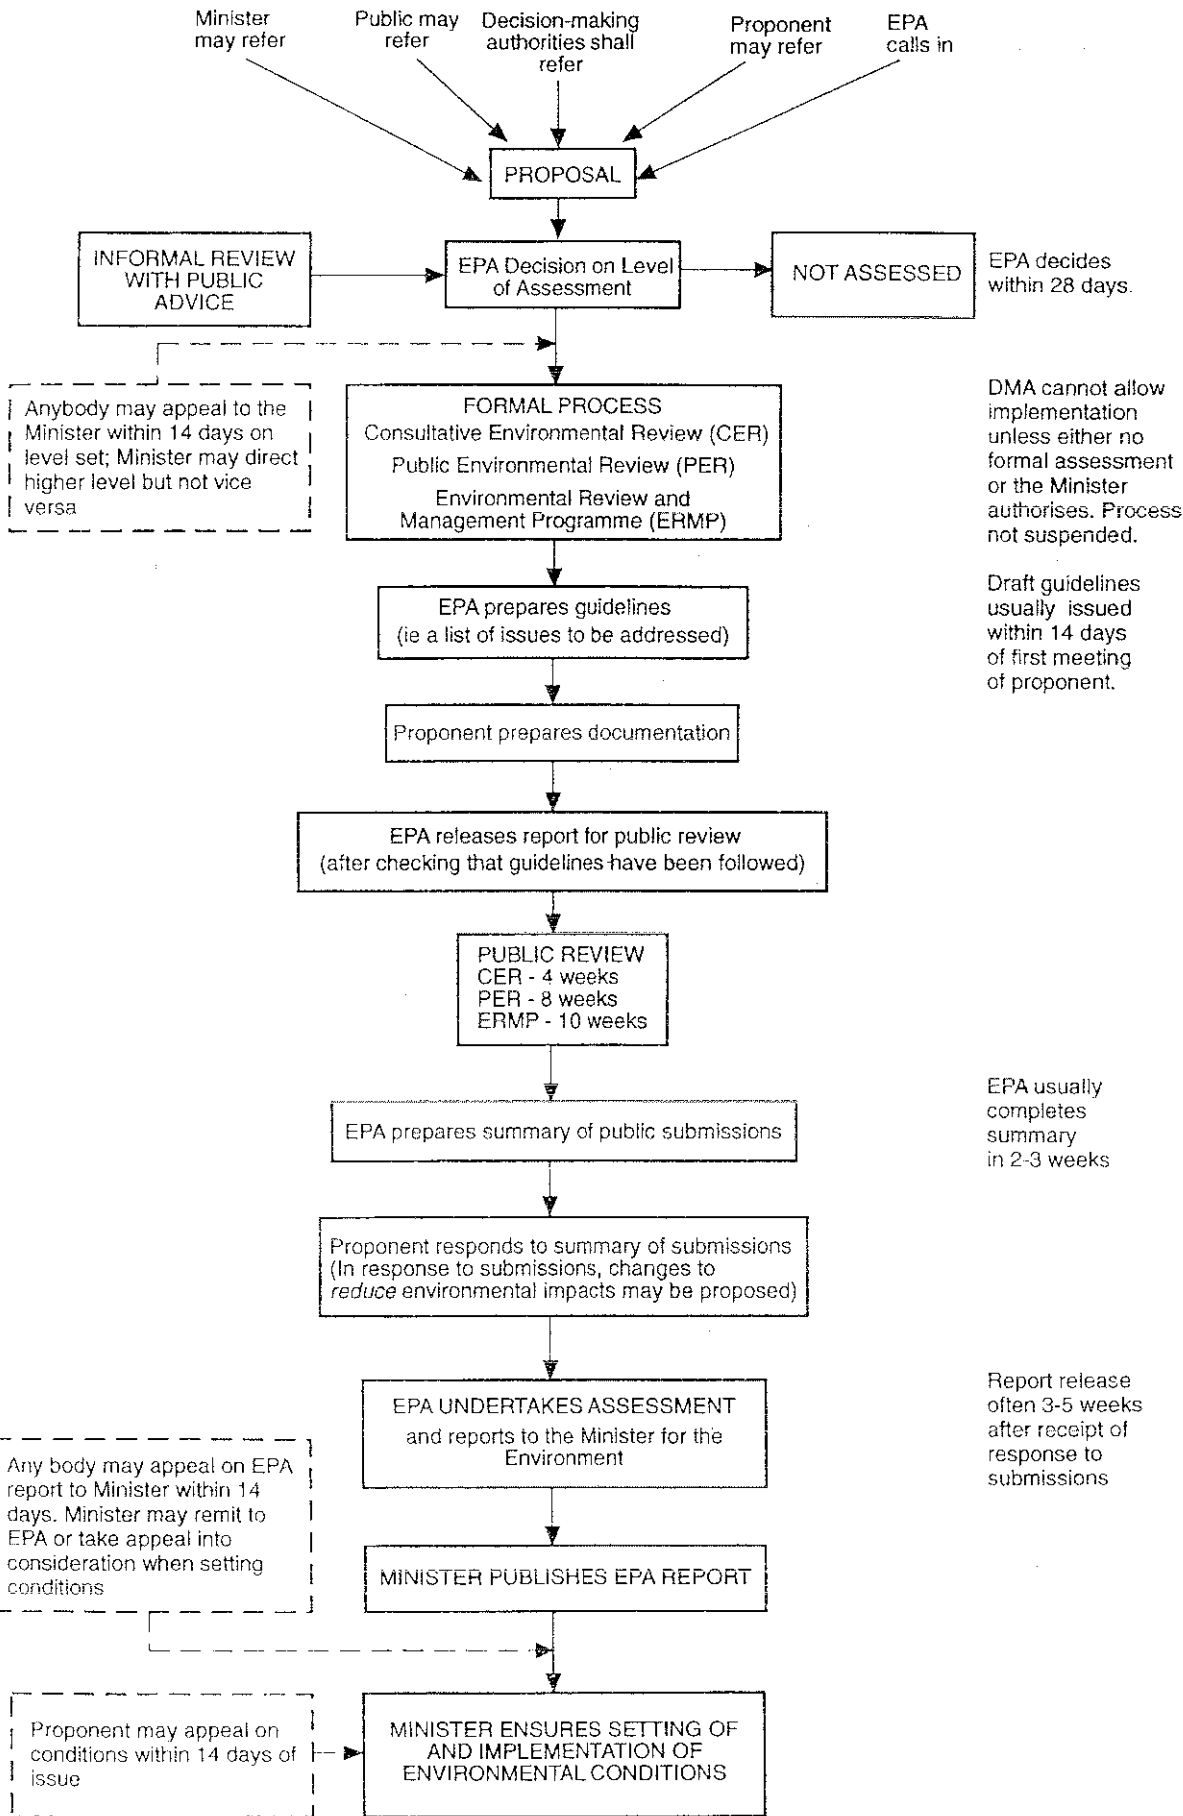 Minister
may refer
Public may
refer
Decision-making
authorities shall
refer
Proponent
may refer
EPA
calls in
PROPOSAL
INFORMAL REVIEW
WITH PUBLIC
ADVICE
EPA Decision on Level
of Assessment
NOT ASSESSED
EPA decides
within 28 days.
Anybody may appeal to the
Minister within 14 days on
level set; Minister may direct
higher level but not vice
versa
FORMAL PROCESS
Consultative Environmental Review (CER)
Public Environmental Review (PER)
Environmental Review and
Management Programme (ERMP)
DMA cannot allow
implementation
unless either no
formal assessment
or the Minister
authorises. Process
not suspended.
EPA prepares guidelines
(ie a list of issues to be addressed)
Draft guidelines
usually issued
within 14 days
of first meeting
of proponent.
Proponent prepares documentation
EPA releases report for public review
(after checking that guidelines have been followed)
PUBLIC REVIEW
CER - 4 weeks
PER - 8 weeks
ERMP - 10 weeks
EPA prepares summary of public submissions
EPA usually
completes
summary
in 2-3 weeks
Proponent responds to summary of submissions
(In response to submissions, changes to
reduce environmental impacts may be proposed)
EPA UNDERTAKES ASSESSMENT
and reports to the Minister for the
Environment
Report release
often 3-5 weeks
after receipt of
response to
submissions
Any body may appeal on EPA
report to Minister within 14
days. Minister may remit to
EPA or take appeal into
consideration when setting
conditions
MINISTER PUBLISHES EPA REPORT
Proponent may appeal on
conditions within 14 days of
issue
MINISTER ENSURES SETTING OF
AND IMPLEMENTATION OF
ENVIRONMENTAL CONDITIONS